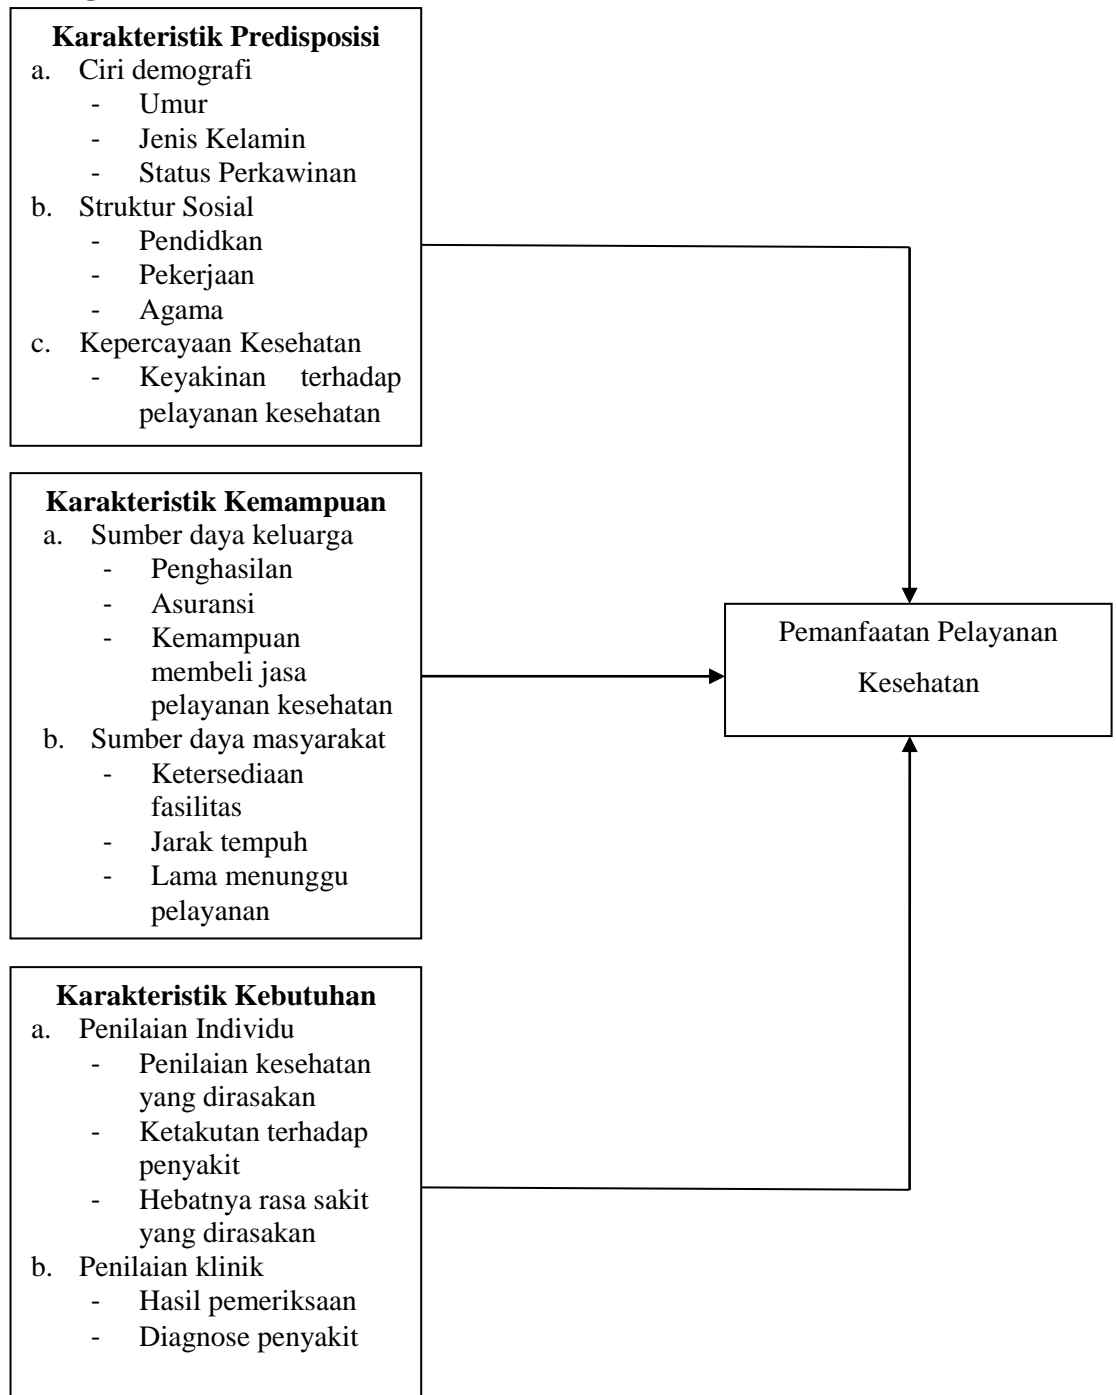 Karakteristik Predisposisi
a. Ciri demografi
- Umur
- Jenis Kelamin
- Status Perkawinan
b. Struktur Sosial
- Pendidkan
- Pekerjaan
- Agama
c. Kepercayaan Kesehatan
- Keyakinan terhadap
pelayanan kesehatan
Karakteristik Kemampuan
a. Sumber daya keluarga
- Penghasilan
- Asuransi
- Kemampuan
membeli jasa
pelayanan kesehatan
b. Sumber daya masyarakat
- Ketersediaan
fasilitas
- Jarak tempuh
- Lama menunggu
pelayanan
Karakteristik Kebutuhan
a. Penilaian Individu
- Penilaian kesehatan
yang dirasakan
- Ketakutan terhadap
penyakit
- Hebatnya rasa sakit
yang dirasakan
b. Penilaian klinik
- Hasil pemeriksaan
- Diagnose penyakit
Pemanfaatan Pelayanan
Kesehatan